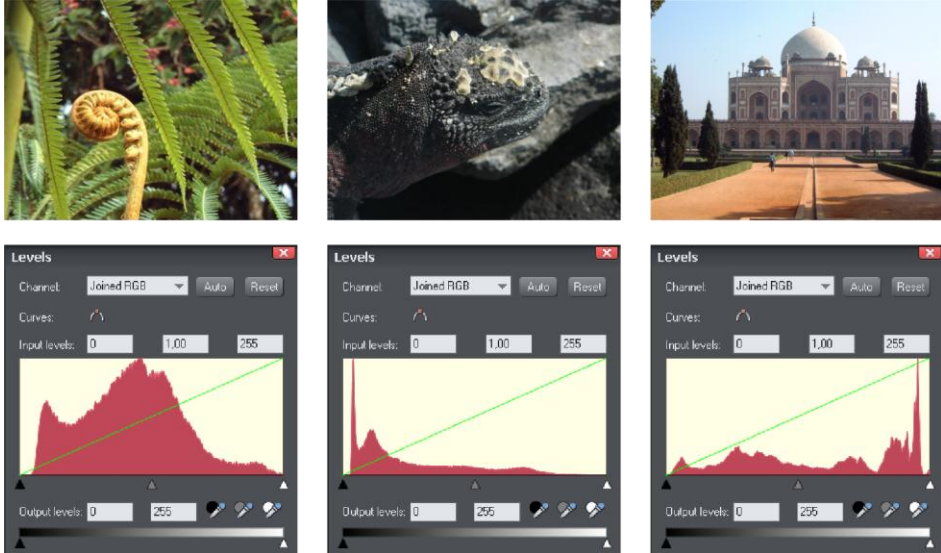 Levels
Channel: Joined RGB Auto Reset
Curves:
Input levels: 0 1,00 255
Output levels: 0 255
Levels
Channel: Joined RGB Auto Reset
Curves:
Input levels: 0 1,00 255
Output levels: 0 255
Levels
Channel: Joined RGB Auto Reset
Curves:
Input levels: 0 1,00 255
Output levels: 0 255